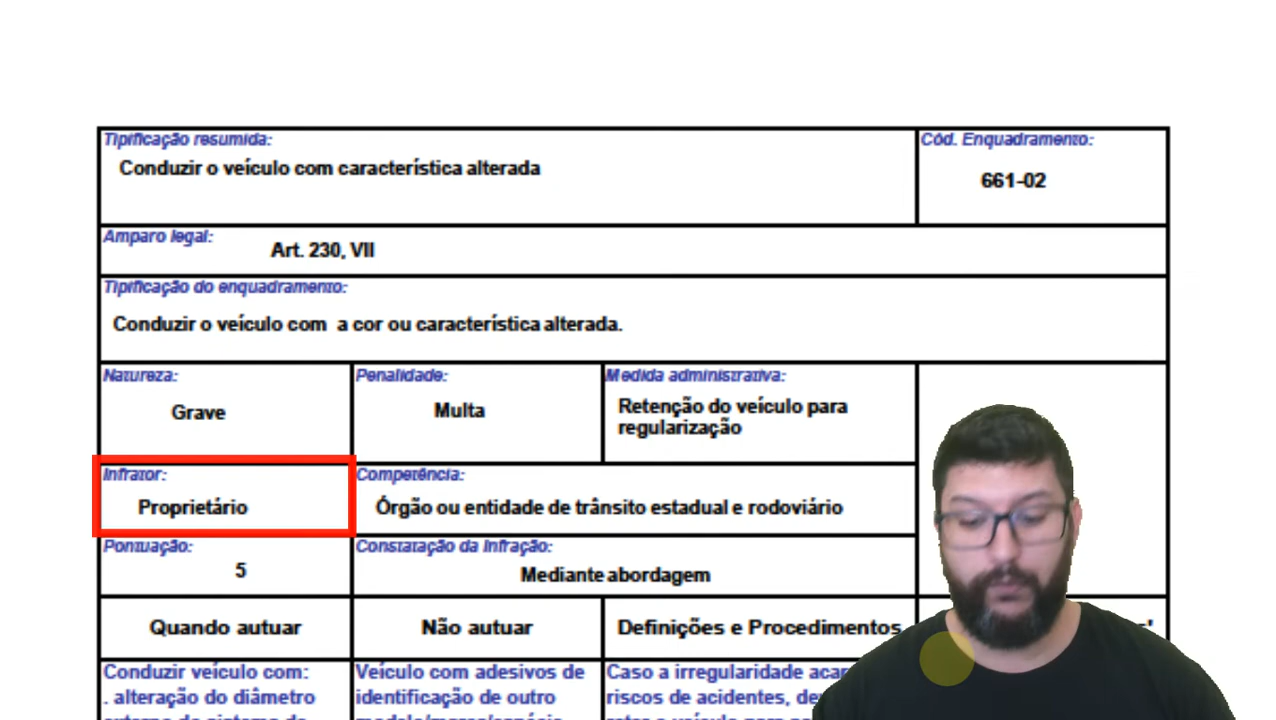 Tipificação resumida:
Conduzir o veículo com característica alterada
Cód. Enquadramento:
661-02
Amparo legal:
Art. 230, VII
Tipificação do enquadramento:
Conduzir o veículo com a cor ou característica alterada.
Natureza:
Grave
Penalidade:
Multa
Medida administrativa:
Retenção do veículo para
regularização
Infrator:
Proprietário
Competência:
Órgão ou entidade de trânsito estadual e rodoviário
Pontuação:
5
Constatação da infração:
Mediante abordagem
Quando autuar
Não autuar
Definições e Procedimentos
Conduzir veículo com:
. alteração do diâmetro
Veículo com adesivos de
identificação de outro
Caso a irregularidade
riscos de acidentes,